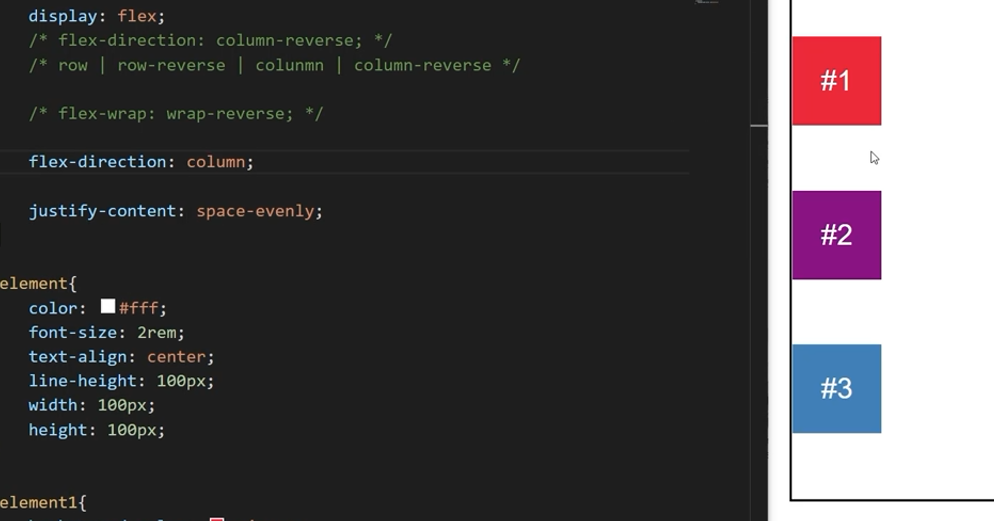 display: flex;
/* flex-direction: column-reverse; */
/* row | row-reverse | colunmn | column-reverse */
/* flex-wrap: wrap-reverse; */
flex-direction: column;
justify-content: space-evenly;
element{
color: #fff;
font-size: 2rem;
text-align: center;
line-height: 100px;
width: 100px;
height: 100px;
element1{
#1
#2
#3